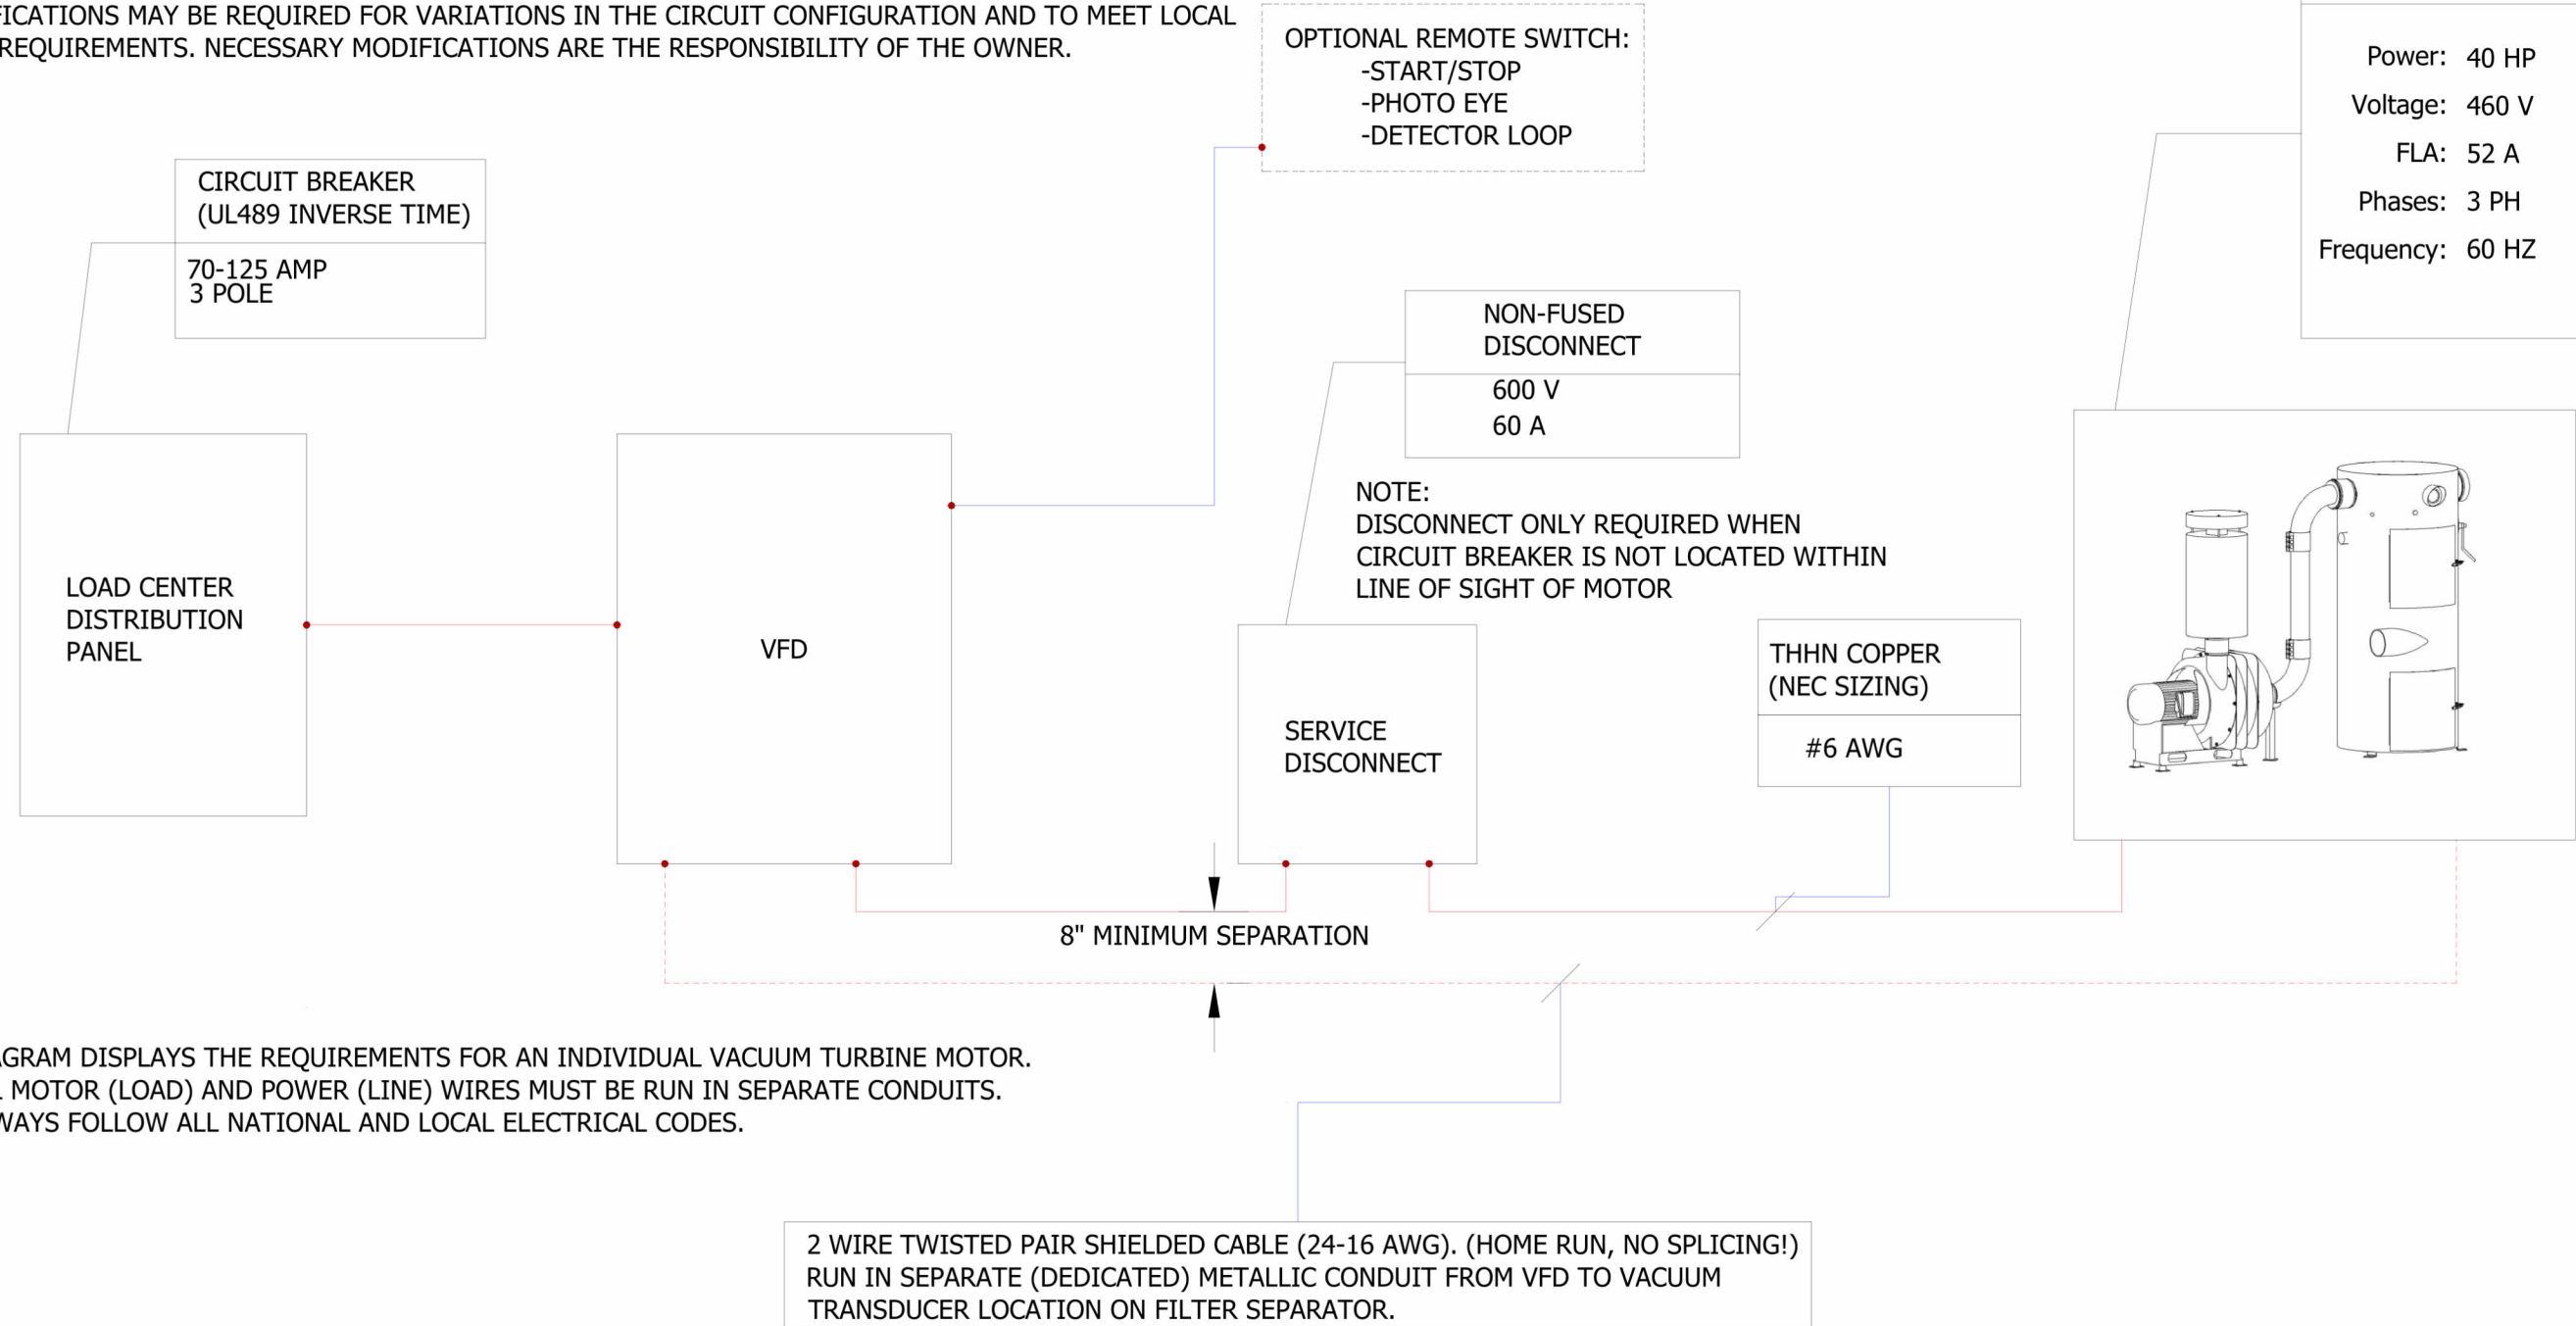 FICATIONS MAY BE REQUIRED FOR VARIATIONS IN THE CIRCUIT CONFIGURATION AND TO MEET LOCAL
REQUIREMENTS. NECESSARY MODIFICATIONS ARE THE RESPONSIBILITY OF THE OWNER.
OPTIONAL REMOTE SWITCH:
-START/STOP
-PHOTO EYE
-DETECTOR LOOP
Power: 40 HP
Voltage: 460 V
FLA: 52 A
Phases: 3 PH
Frequency: 60 HZ
CIRCUIT BREAKER
(UL489 INVERSE TIME)
70-125 AMP
3 POLE
NON-FUSED
DISCONNECT
600 V
60 A
NOTE:
DISCONNECT ONLY REQUIRED WHEN
CIRCUIT BREAKER IS NOT LOCATED WITHIN
LINE OF SIGHT OF MOTOR
LOAD CENTER
DISTRIBUTION
PANEL
VFD
SERVICE
DISCONNECT
THHN COPPER
(NEC SIZING)
#6 AWG
8" MINIMUM SEPARATION
AGRAM DISPLAYS THE REQUIREMENTS FOR AN INDIVIDUAL VACUUM TURBINE MOTOR.
L MOTOR (LOAD) AND POWER (LINE) WIRES MUST BE RUN IN SEPARATE CONDUITS.
WAYS FOLLOW ALL NATIONAL AND LOCAL ELECTRICAL CODES.
2 WIRE TWISTED PAIR SHIELDED CABLE (24-16 AWG). (HOME RUN, NO SPLICING!)
RUN IN SEPARATE (DEDICATED) METALLIC CONDUIT FROM VFD TO VACUUM
TRANSDUCER LOCATION ON FILTER SEPARATOR.